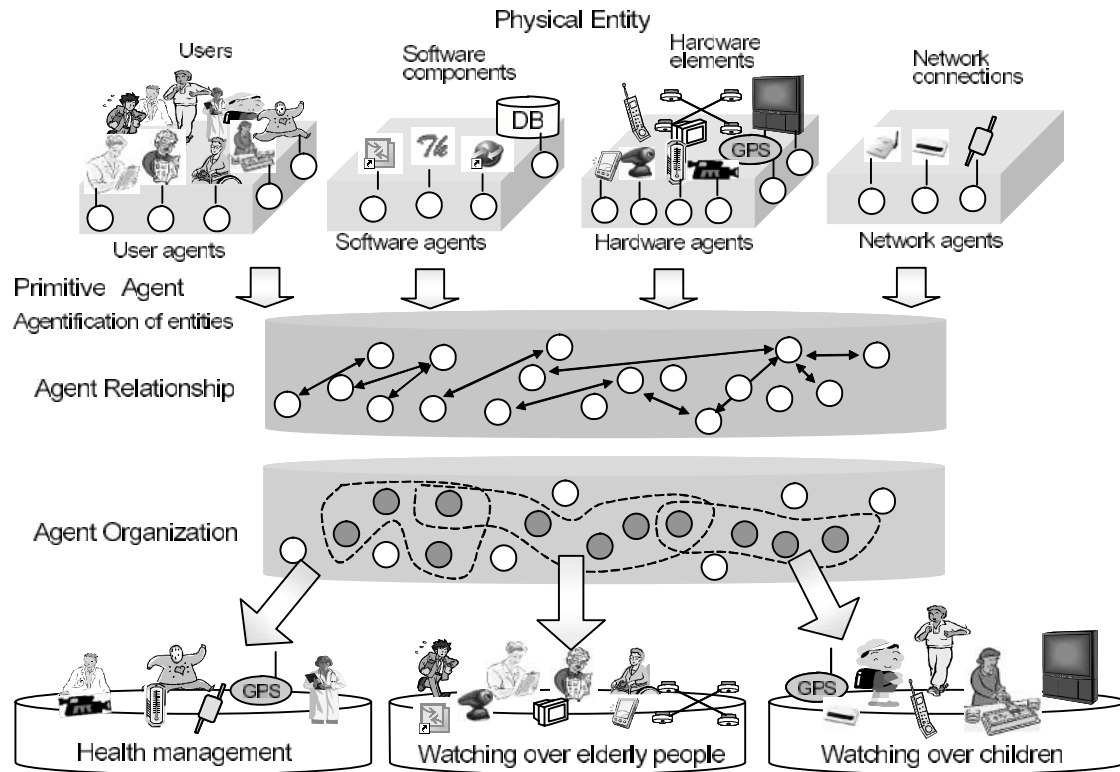 Physical Entity
Users
Software
components
Hardware
elements
Network
connections
DB
7k
GPS
User agents
Software agents
Hardware agents
Network agents
Primitive Agent
Agentification of entities
Agent Relationship
Agent Organization
GPS
GPS
Health management
Watching over elderly people
Watching over children